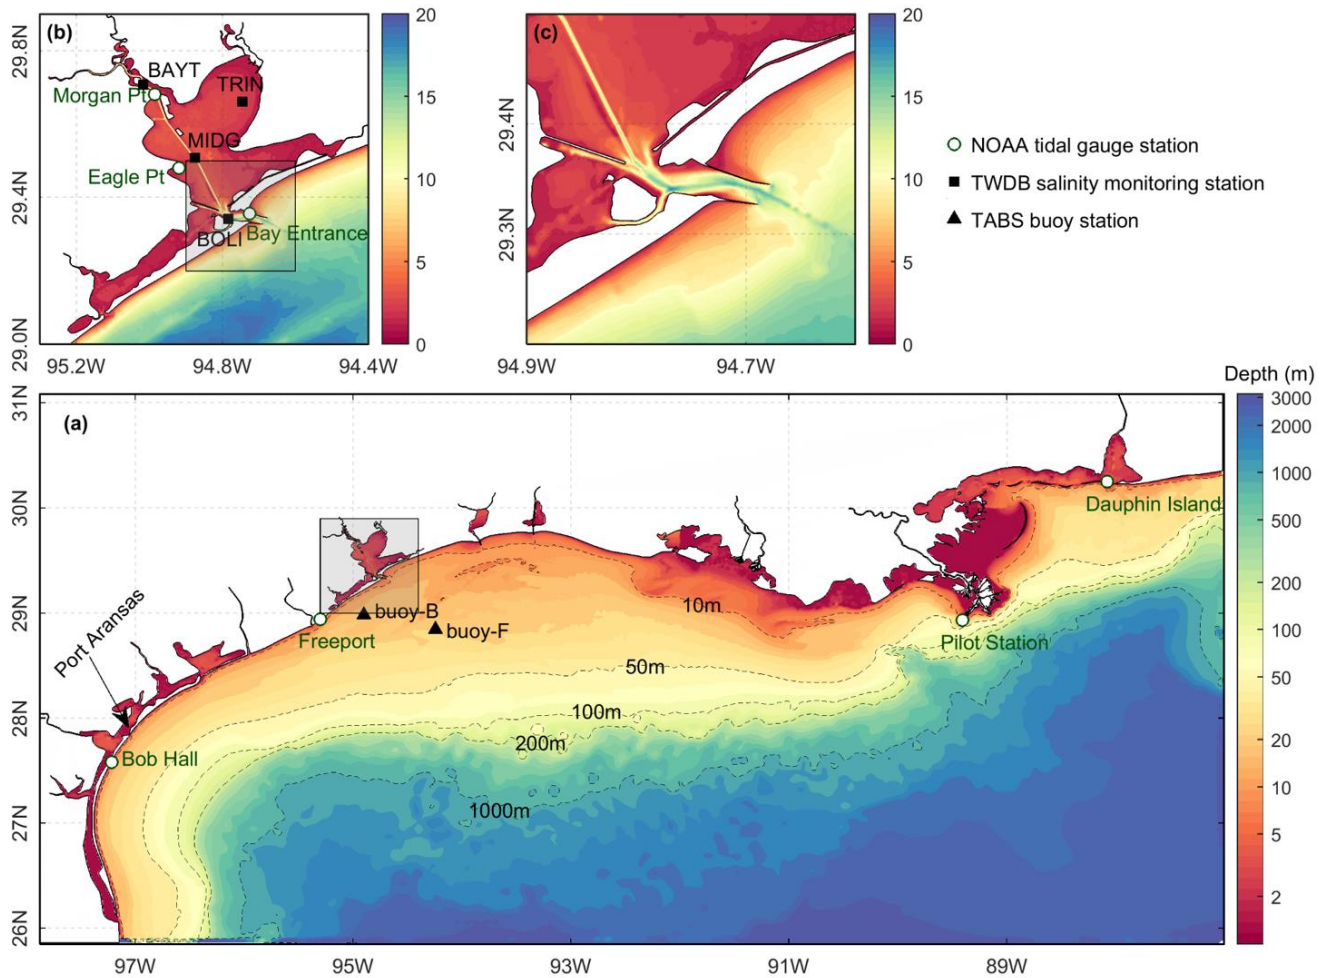 (b)
20
15
10
5
0
29.8N
29.4N
29.0N
95.2W
94.8W
94.4W
BAYT
TRIN
Morgan Pt
MIDG
Eagle Pt
BOLI
Bay Entrance
(c)
20
15
10
5
0
29.4N
29.3N
94.9W
94.7W
NOAA tidal gauge station
TWDB salinity monitoring station
TABS buoy station
Depth (m)
3000
2000
1000
500
200
100
50
20
10
5
2
(a)
31N
30N
29N
28N
27N
26N
97W
95W
93W
91W
89W
Dauphin Island
buoy-B
10m
buoy-F
Freeport
Pilot Station
Port Aransas
50m
100m
200m
Bob Hall
1000m